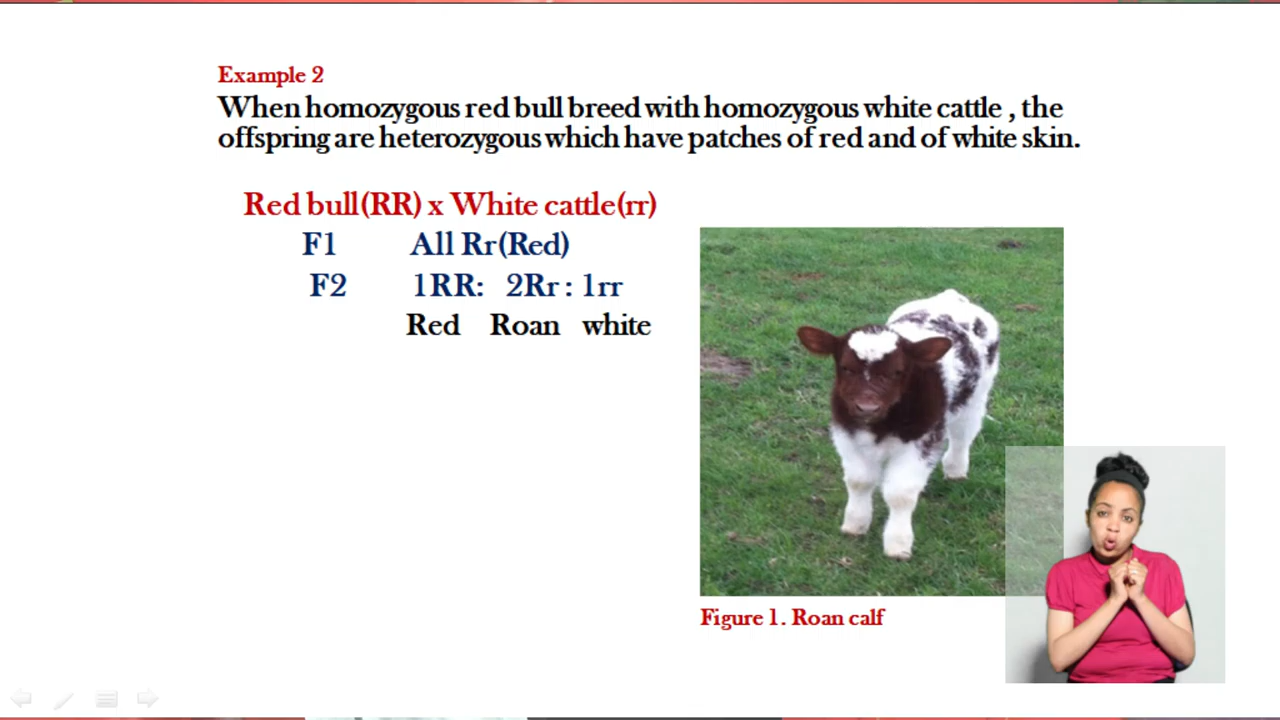 Example 2
When homozygous red bull breed with homozygous white cattle , the
offspring are heterozygous which have patches of red and of white skin.
Red bull(RR) x White cattle(rr)
F1 All Rr(Red)
F2 1RR: 2Rr : 1rr
Red Roan white
Figure 1. Roan calf